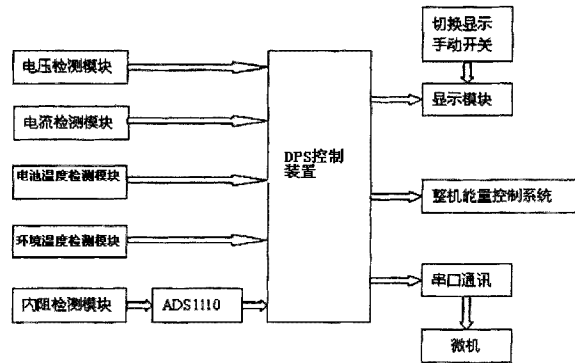 切换显示
手动开关
电压检测模块
显示模块
电流检测模块
DPS控制
装置
电池温度检测模块
整机能量控制系统
环境温度检测模块
串口通讯
内阻检测模块
ADS1110
微机